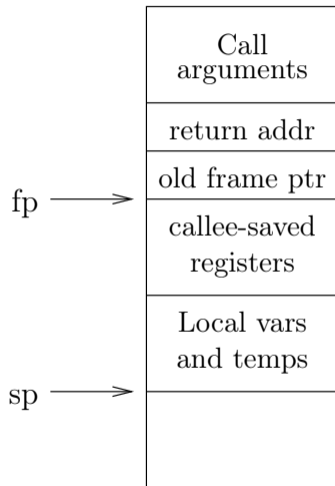 Call
arguments
return addr
old frame ptr
fp
callee-saved
registers
Local vars
and temps
sp